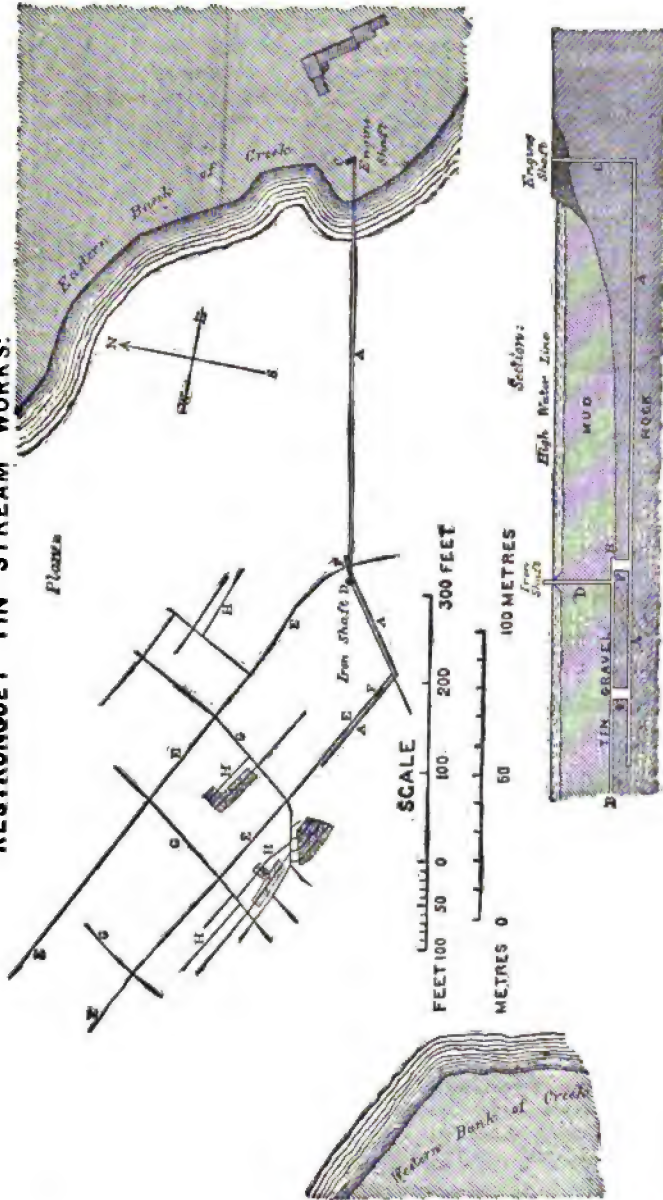 RESTRONGUET TIN STREAM WORKS.
Plan
Eastern Bank of Creek
Engine Shaft
C
A
N
S
E
Iron Shaft D
A
E
F
A
E
E
E
E
E
E
G
G
G
H
H
H
H
SCALE
FEET 100 50 0 100 200 300 FEET
METRES 0 50 100 METRES
Western Bank of Creek
Section:
High Water Line
Iron Shaft
Engine Shaft
D
C
MUD
TIN GRAVEL
ROCK
B
B
F
A